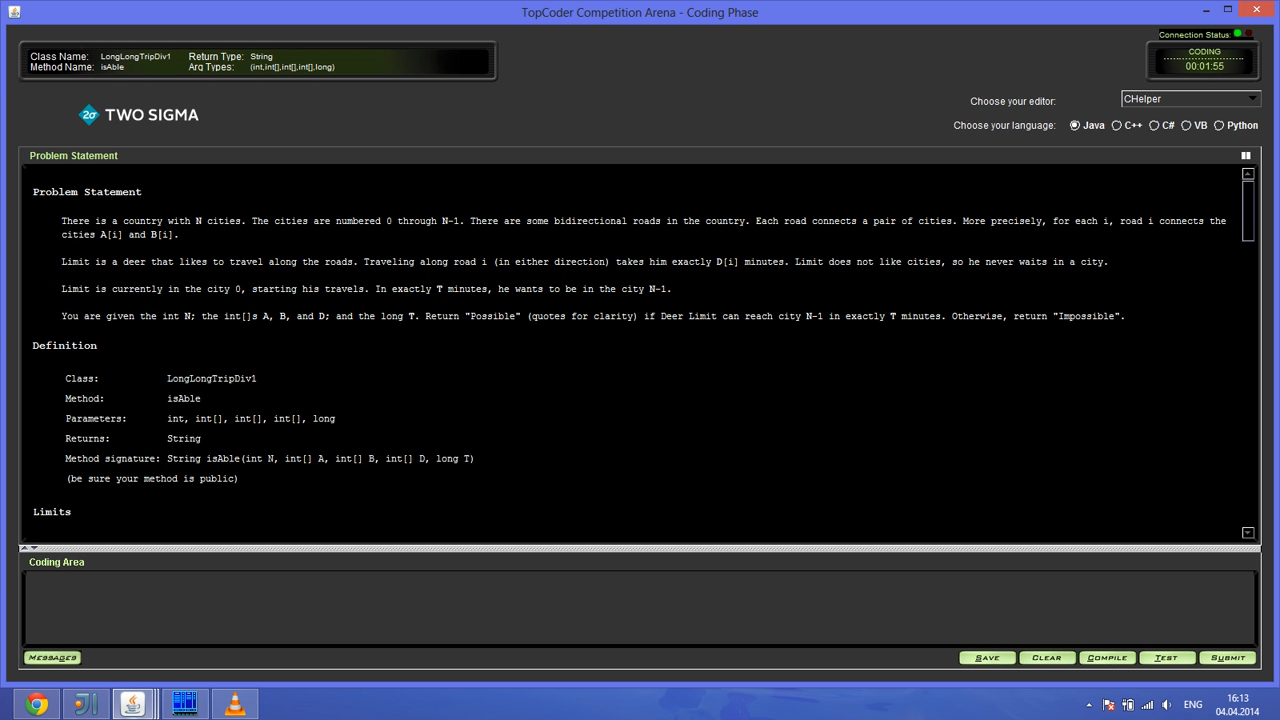 TopCoder Competition Arena - Coding Phase
Class Name: LongLongTripDiv1 Return Type: String
Method Name: isAble Arg Types: (int,int[],int[],int[],long)
Connection Status:
CODING
00:01:55
2σ TWO SIGMA
Choose your editor: CHelper
Choose your language: Java C++ C# VB Python
Problem Statement
Problem Statement
There is a country with N cities. The cities are numbered 0 through N-1. There are some bidirectional roads in the country. Each road connects a pair of cities. More precisely, for each i, road i connects the
cities A[i] and B[i].
Limit is a deer that likes to travel along the roads. Traveling along road i (in either direction) takes him exactly D[i] minutes. Limit does not like cities, so he never waits in a city.
Limit is currently in the city 0, starting his travels. In exactly T minutes, he wants to be in the city N-1.
You are given the int N; the int[]s A, B, and D; and the long T. Return "Possible" (quotes for clarity) if Deer Limit can reach city N-1 in exactly T minutes. Otherwise, return "Impossible".
Definition
Class: LongLongTripDiv1
Method: isAble
Parameters: int, int[], int[], int[], long
Returns: String
Method signature: String isAble(int N, int[] A, int[] B, int[] D, long T)
(be sure your method is public)
Limits
Coding Area
MESSAGES SAVE CLEAR COMPILE TEST SUBMIT
ENG
16:13
04.04.2014